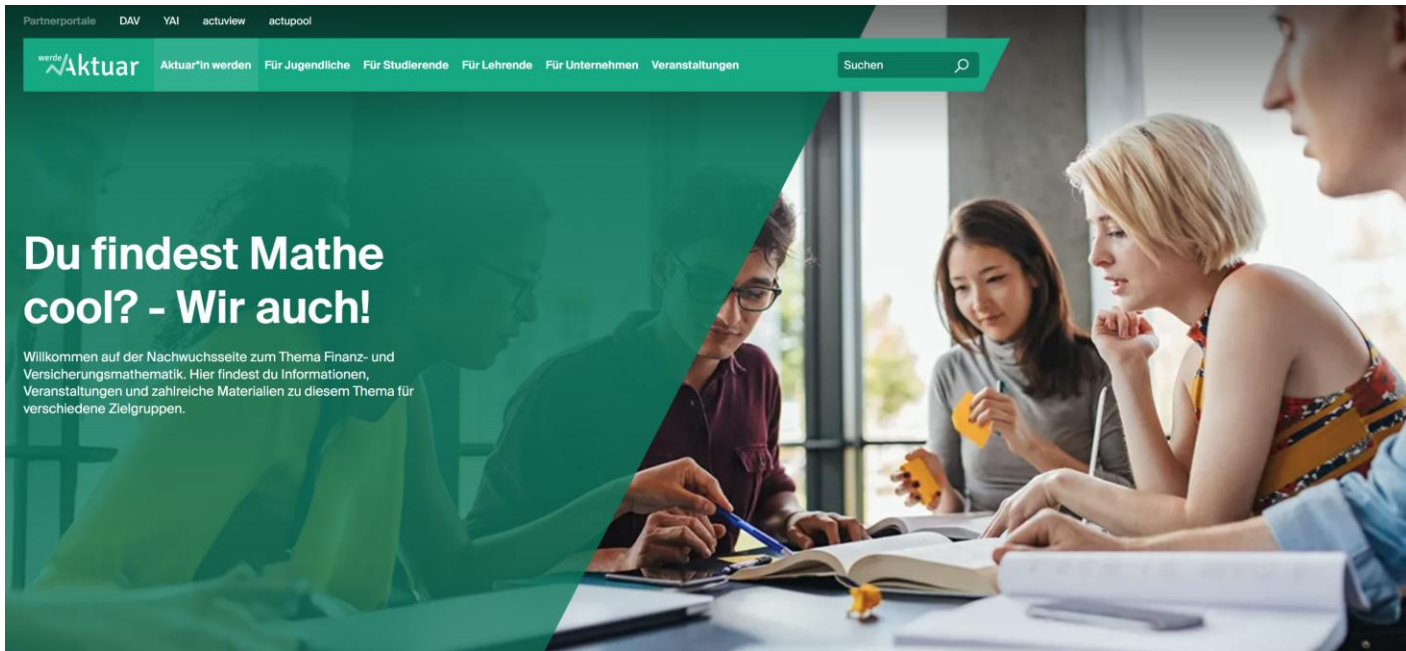 Partnerportale DAV YAI actuview actupool
werde Aktuar Aktuar*in werden Für Jugendliche Für Studierende Für Lehrende Für Unternehmen Veranstaltungen Suchen
Du findest Mathe
cool? - Wir auch!
Willkommen auf der Nachwuchsseite zum Thema Finanz- und
Versicherungsmathematik. Hier findest du Informationen,
Veranstaltungen und zahlreiche Materialien zu diesem Thema für
verschiedene Zielgruppen.